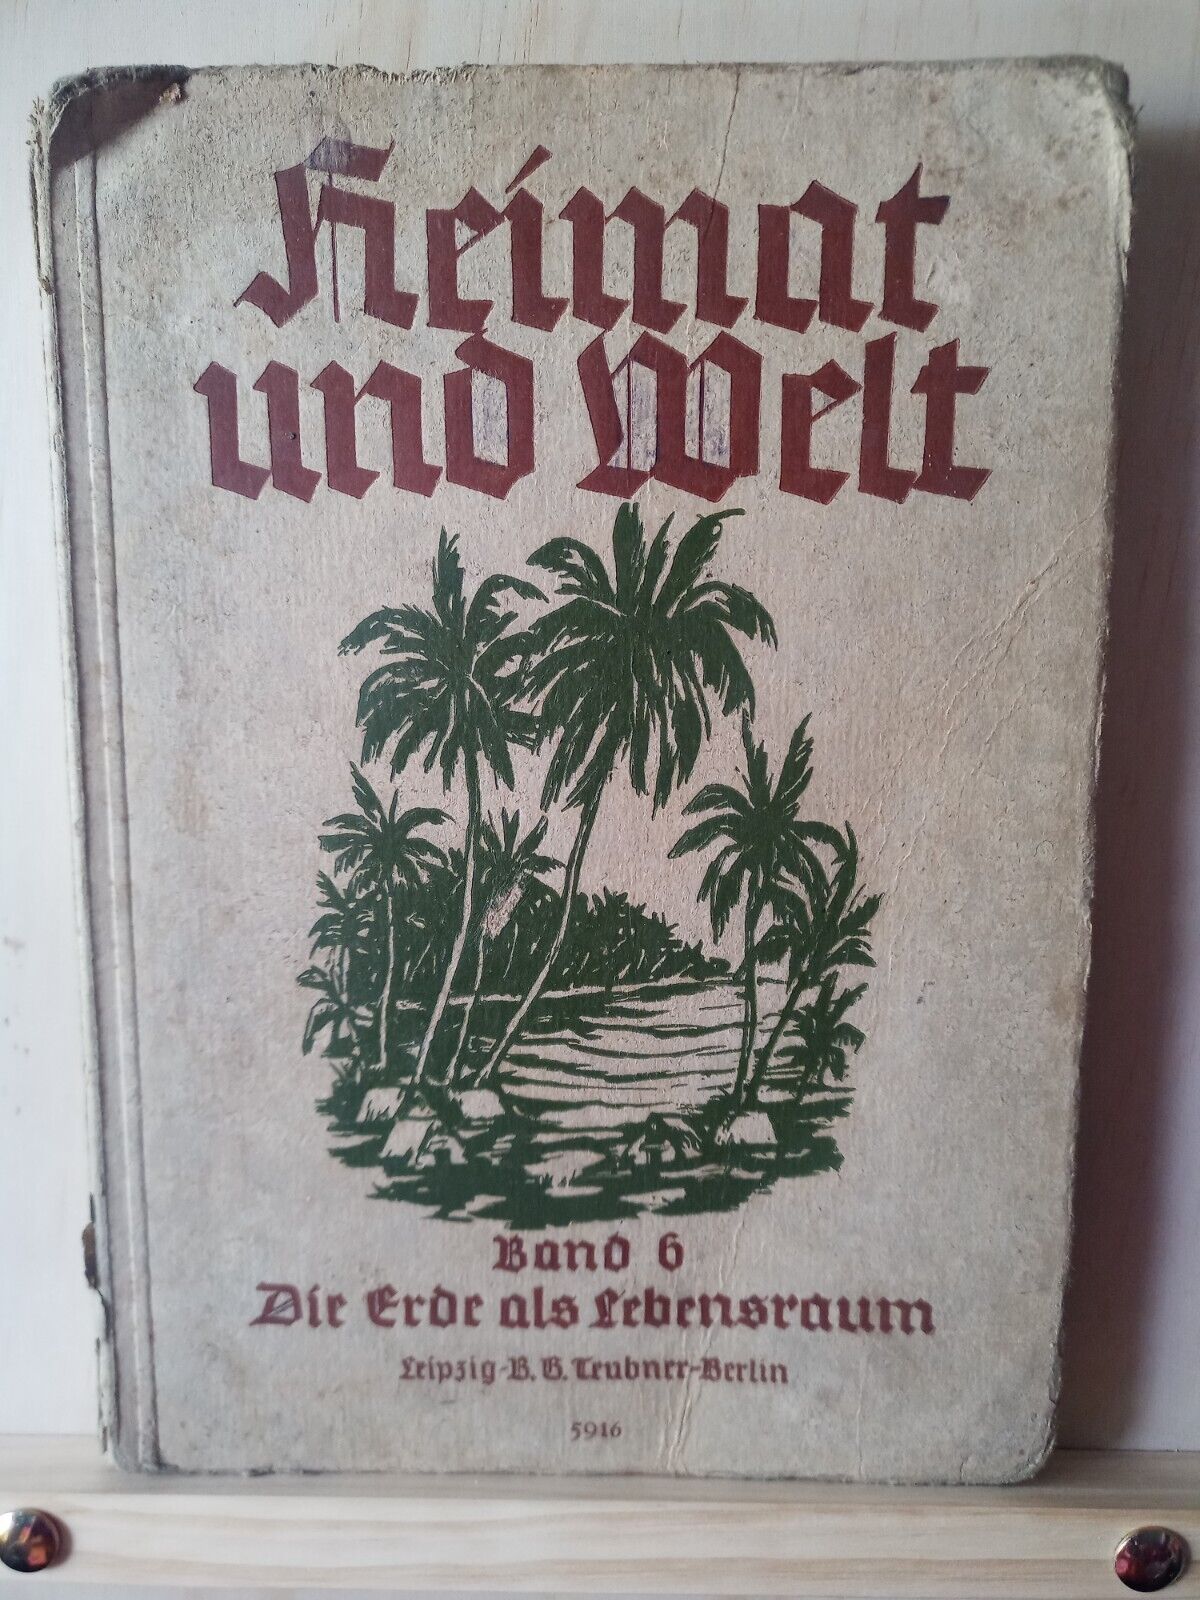 Heimat
und Welt
Band 6
Die Erde als Lebensraum
Leipzig-B. G. Teubner-Berlin
5916